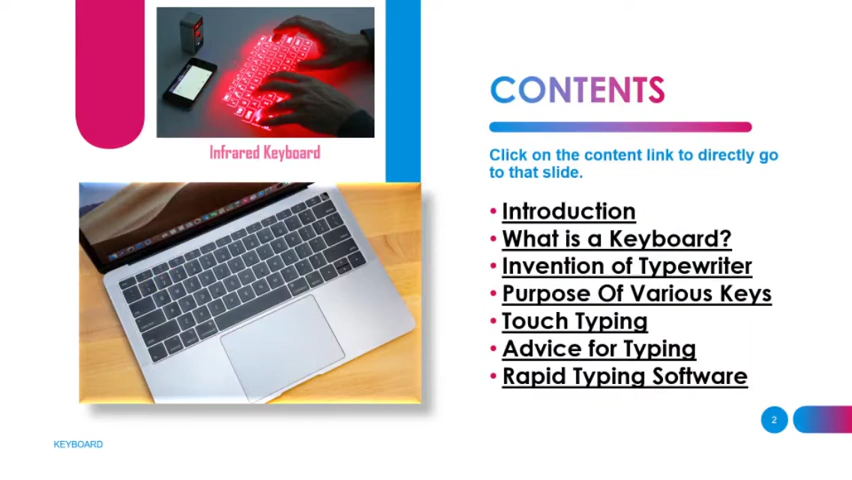 Infrared Keyboard
CONTENTS
Click on the content link to directly go
to that slide.
• Introduction
• What is a Keyboard?
• Invention of Typewriter
• Purpose Of Various Keys
• Touch Typing
• Advice for Typing
• Rapid Typing Software
2
KEYBOARD